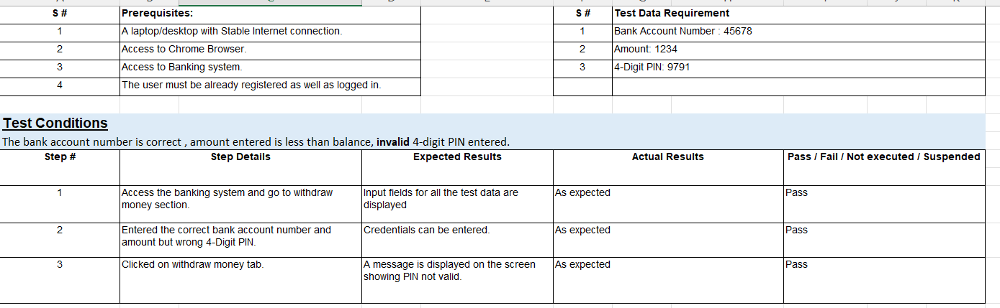 S # Prerequisites: S # Test Data Requirement
1 A laptop/desktop with Stable Internet connection. 1 Bank Account Number : 45678
2 Access to Chrome Browser. 2 Amount: 1234
3 Access to Banking system. 3 4-Digit PIN: 9791
4 The user must be already registered as well as logged in.
Test Conditions
The bank account number is correct , amount entered is less than balance, invalid 4-digit PIN entered.
Step # Step Details Expected Results Actual Results Pass / Fail / Not executed / Suspended
1 Access the banking system and go to withdraw Input fields for all the test data are As expected Pass
money section. displayed
2 Entered the correct bank account number and Credentials can be entered. As expected Pass
amount but wrong 4-Digit PIN.
3 Clicked on withdraw money tab. A message is displayed on the screen As expected Pass
showing PIN not valid.